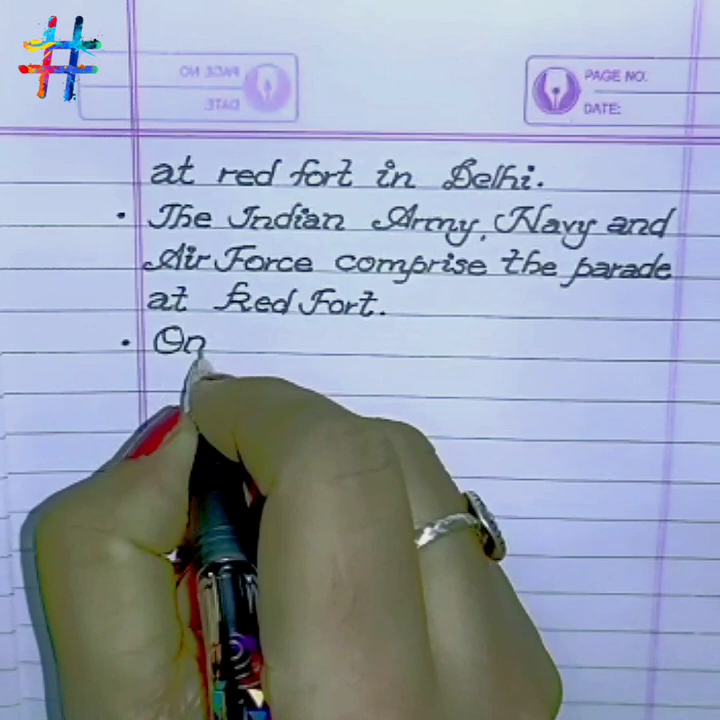 PAGE NO.
DATE:
PAGE NO.
DATE:
at red fort in Delhi.
• The Indian Army, Navy and
Air Force comprise the parade
at Red Fort.
• On